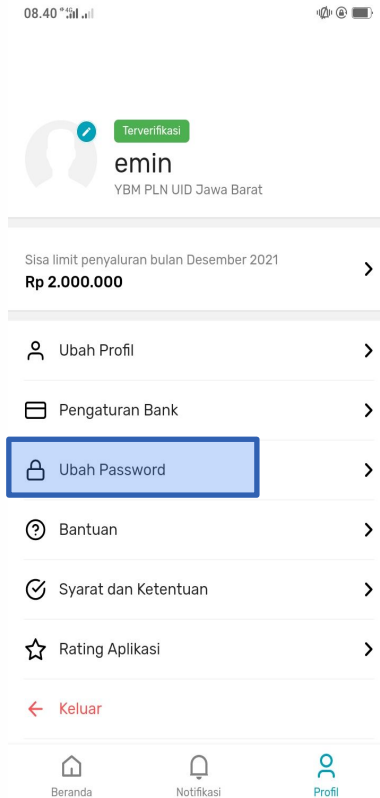 08.40
Terverifikasi
emin
YBM PLN UID Jawa Barat
Sisa limit penyaluran bulan Desember 2021
Rp 2.000.000
Ubah Profil
Pengaturan Bank
Ubah Password
Bantuan
Syarat dan Ketentuan
Rating Aplikasi
Keluar
Beranda
Notifikasi
Profil